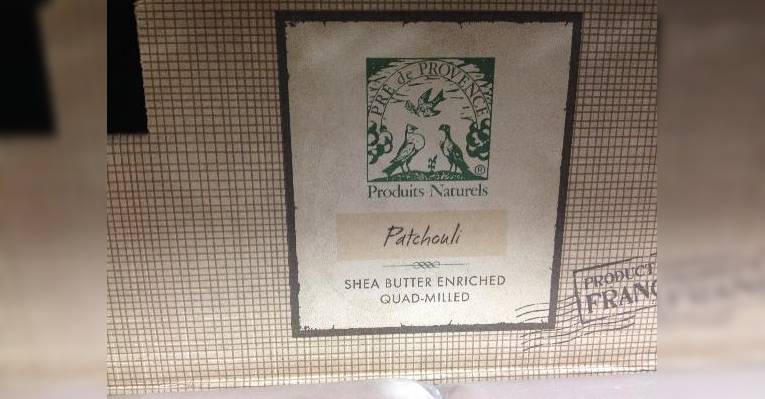 PRE de PROVENCE
®
Produits Naturels
Patchouli
SHEA BUTTER ENRICHED
QUAD-MILLED
PRODUCT
FRANC